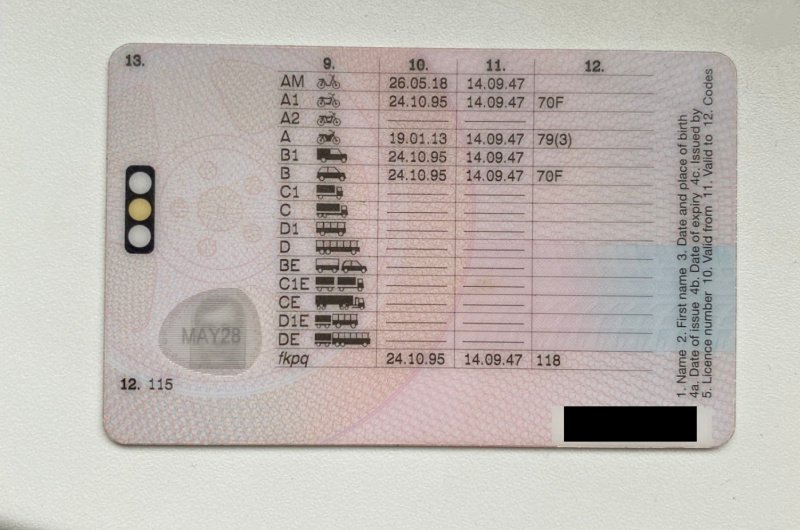 13.
9. 10. 11. 12.
AM 26.05.18 14.09.47
A1 24.10.95 14.09.47 70F
A2
A 19.01.13 14.09.47 79(3)
B1 24.10.95 14.09.47
B 24.10.95 14.09.47 70F
C1
C
D1
D
BE
C1E
CE
D1E
DE
fkpq 24.10.95 14.09.47 118
MAY28
12. 115
1. Name 2. First name 3. Date and place of birth
4a. Date of issue 4b. Date of expiry 4c. Issued by
5. Licence number 10. Valid from 11. Valid to 12. Codes